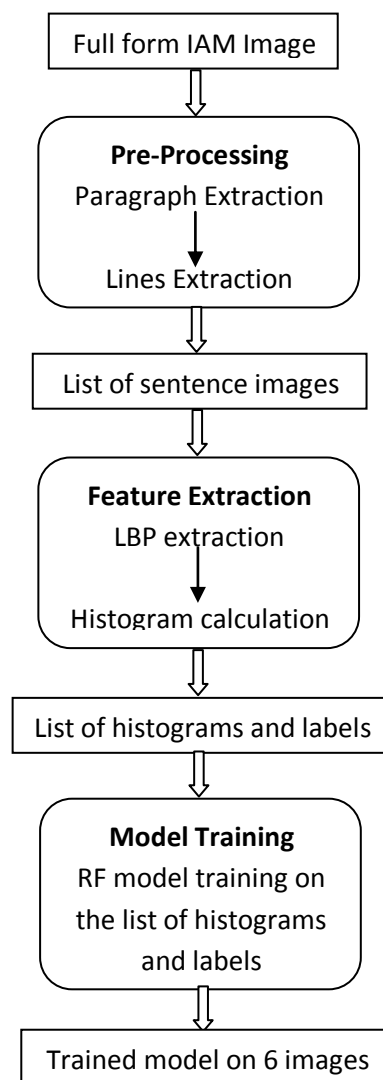 Full form IAM Image
Pre-Processing
Paragraph Extraction
Lines Extraction
List of sentence images
Feature Extraction
LBP extraction
Histogram calculation
List of histograms and labels
Model Training
RF model training on
the list of histograms
and labels
Trained model on 6 images